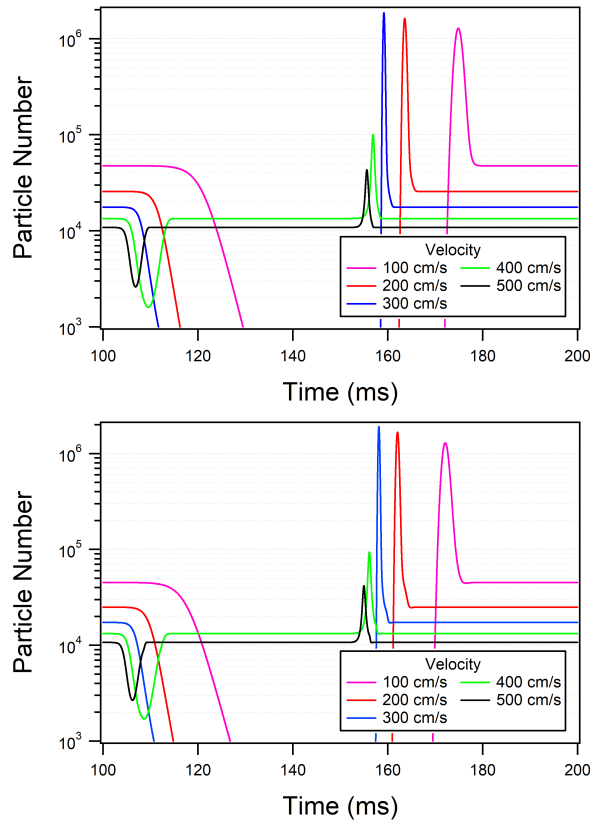 Particle Number
10^6
10^5
10^4
10^3
Velocity
100 cm/s 400 cm/s
200 cm/s 500 cm/s
300 cm/s
100 120 140 160 180 200
Time (ms)
Particle Number
10^6
10^5
10^4
10^3
Velocity
100 cm/s 400 cm/s
200 cm/s 500 cm/s
300 cm/s
100 120 140 160 180 200
Time (ms)